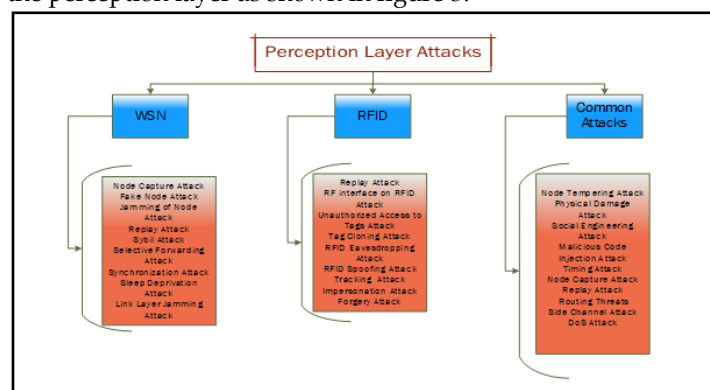 the perception layer as shown in figure 3.
Perception Layer Attacks
WSN
RFID
Common
Attacks
Node Capture Attack
Fake Node Attack
Jamming of Node
Attack
Replay Attack
Sybil Attack
Selective Forwarding
Attack
Synchronization Attack
Sleep Deprivation
Attack
Link Layer Jamming
Attack
Replay Attack
RF interface on RFID
Attack
Unauthorized Access to
Tags Attack
Tag Cloning Attack
RFID Eavesdropping
Attack
RFID Spoofing Attack
Tracking Attack
Impersonation Attack
Forgery Attack
Node Tempering Attack
Physical Damage
Attack
Social Engineering
Attack
Malicious Code
Injection Attack
Timing Attack
Node Capture Attack
Replay Attack
Routing Threats
Side Channel Attack
DoS Attack